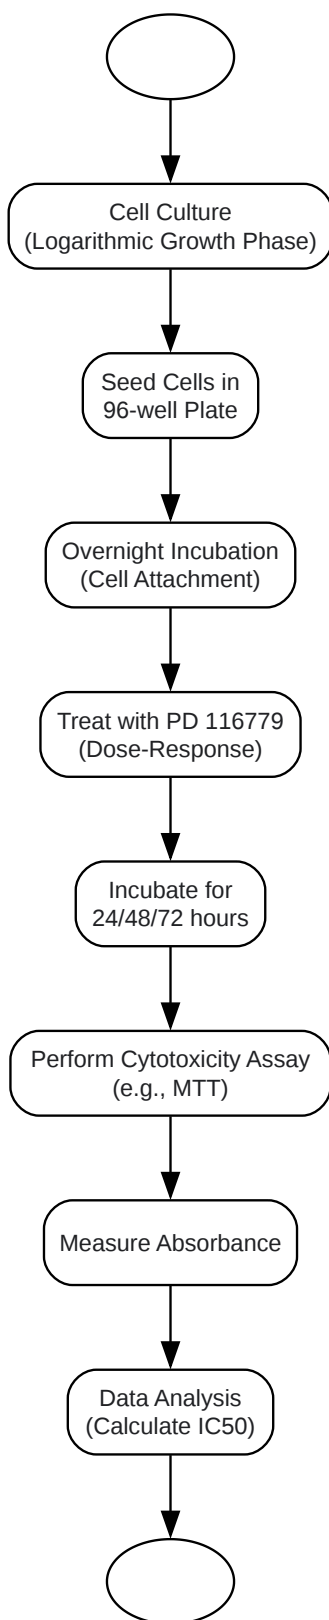 Cell Culture
(Logarithmic Growth Phase)
Seed Cells in
96-well Plate
Overnight Incubation
(Cell Attachment)
Treat with PD 116779
(Dose-Response)
Incubate for
24/48/72 hours
Perform Cytotoxicity Assay
(e.g., MTT)
Measure Absorbance
Data Analysis
(Calculate IC50)